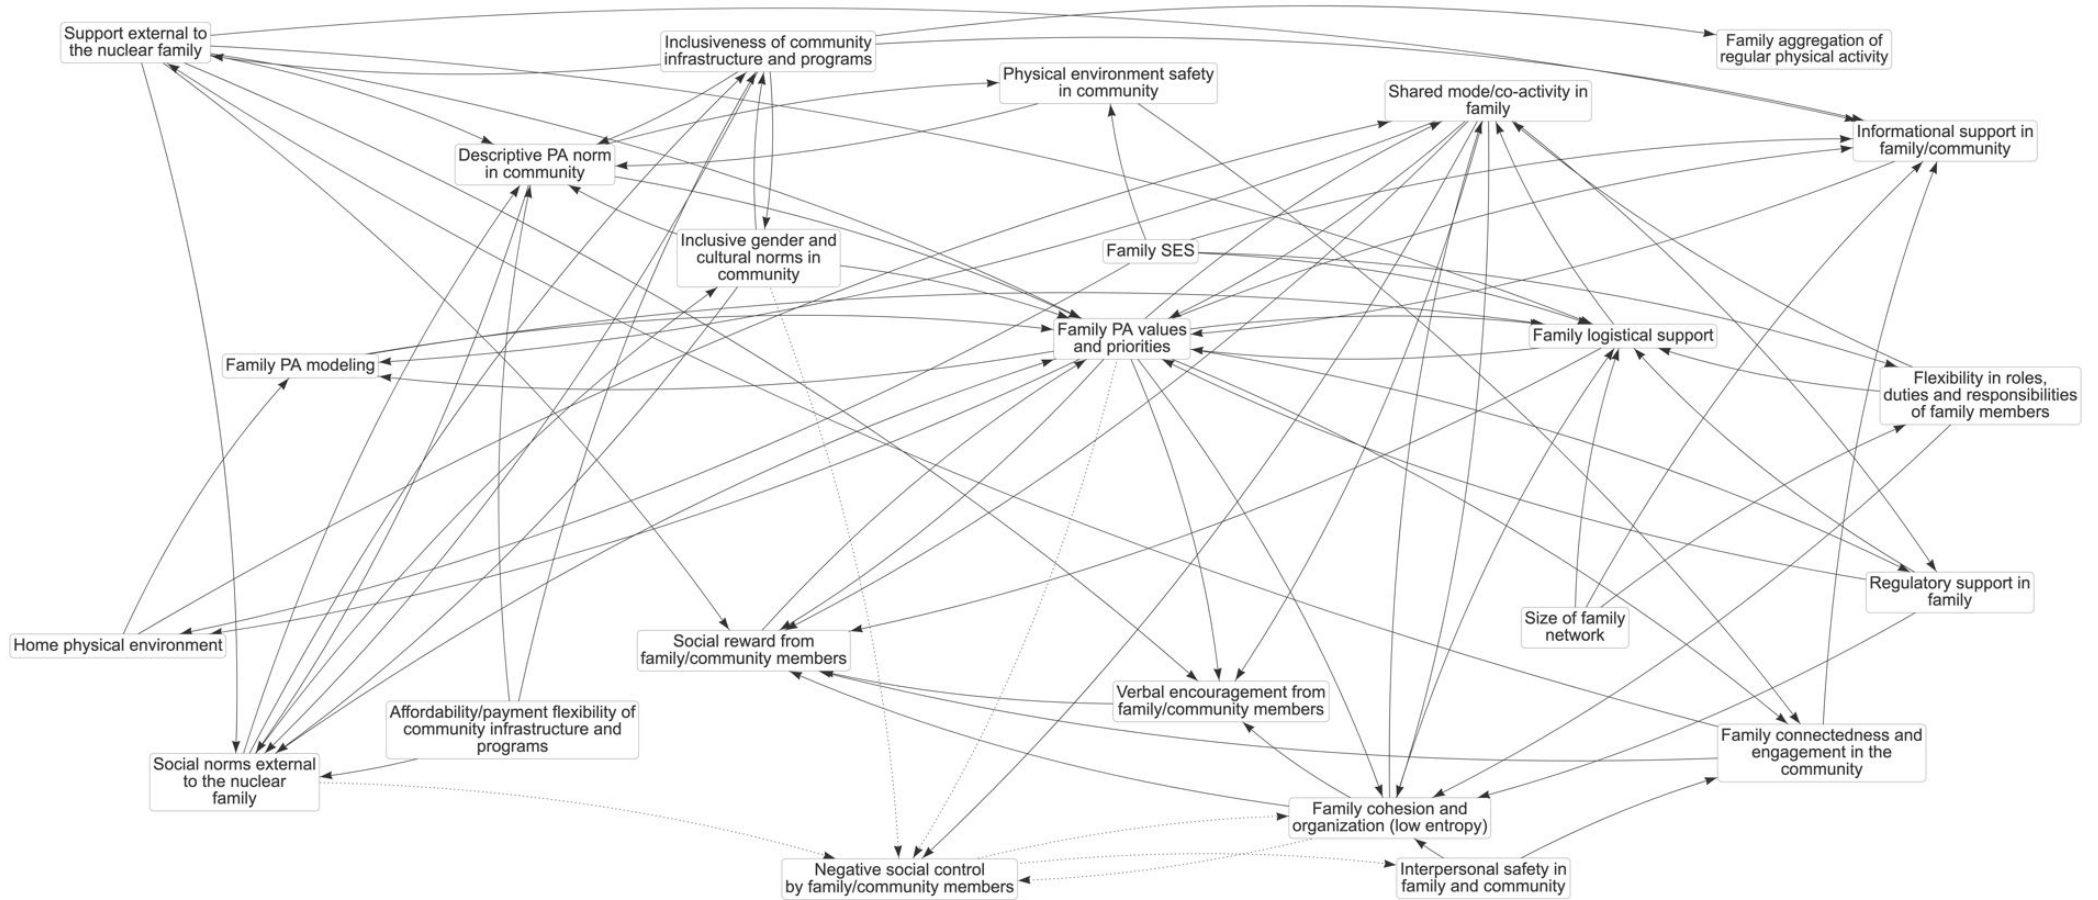 Support external to
the nuclear family
Inclusiveness of community
infrastructure and programs
Family aggregation of
regular physical activity
Physical environment safety
in community
Shared mode/co-activity in
family
Informational support in
family/community
Descriptive PA norm
in community
Inclusive gender and
cultural norms in
community
Family SES
Family PA values
and priorities
Family logistical support
Family PA modeling
Flexibility in roles,
duties and responsibilities
of family members
Regulatory support in
family
Size of family
network
Home physical environment
Social reward from
family/community members
Verbal encouragement from
family/community members
Affordability/payment flexibility of
community infrastructure and
programs
Family connectedness and
engagement in the
community
Social norms external
to the nuclear
family
Family cohesion and
organization (low entropy)
Negative social control
by family/community members
Interpersonal safety in
family and community